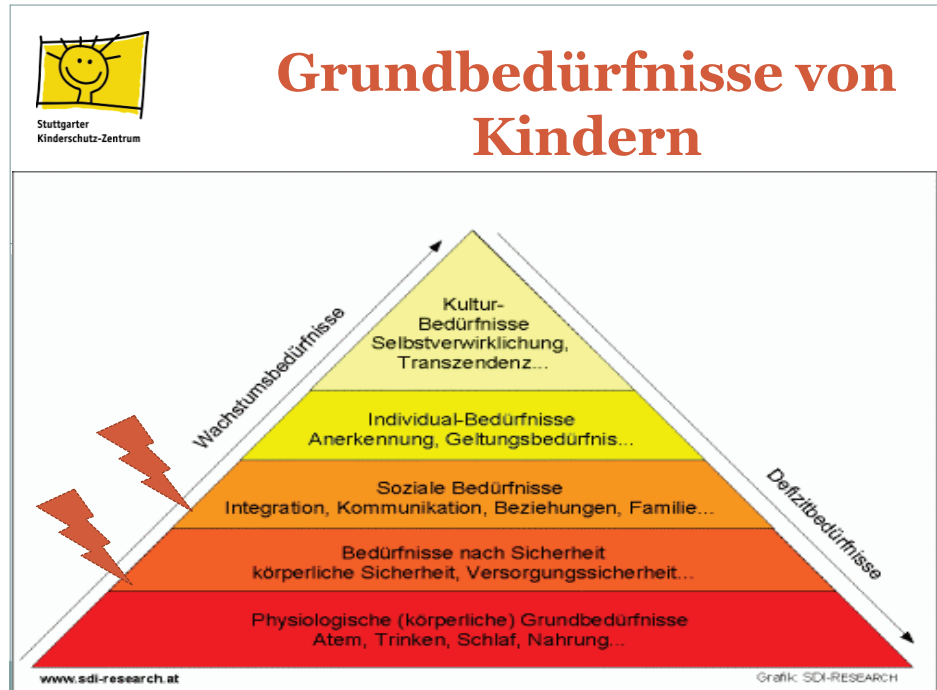 Stuttgarter
Kinderschutz-Zentrum
Grundbedürfnisse von
Kindern
Wachstumsbedürfnisse
Defizitbedürfnisse
Kultur-
Bedürfnisse
Selbstverwirklichung,
Transzendenz...
Individual-Bedürfnisse
Anerkennung, Geltungsbedürfnis...
Soziale Bedürfnisse
Integration, Kommunikation, Beziehungen, Familie...
Bedürfnisse nach Sicherheit
körperliche Sicherheit, Versorgungssicherheit...
Physiologische (körperliche) Grundbedürfnisse
Atem, Trinken, Schlaf, Nahrung...
www.sdi-research.at
Grafik: SDI-RESEARCH